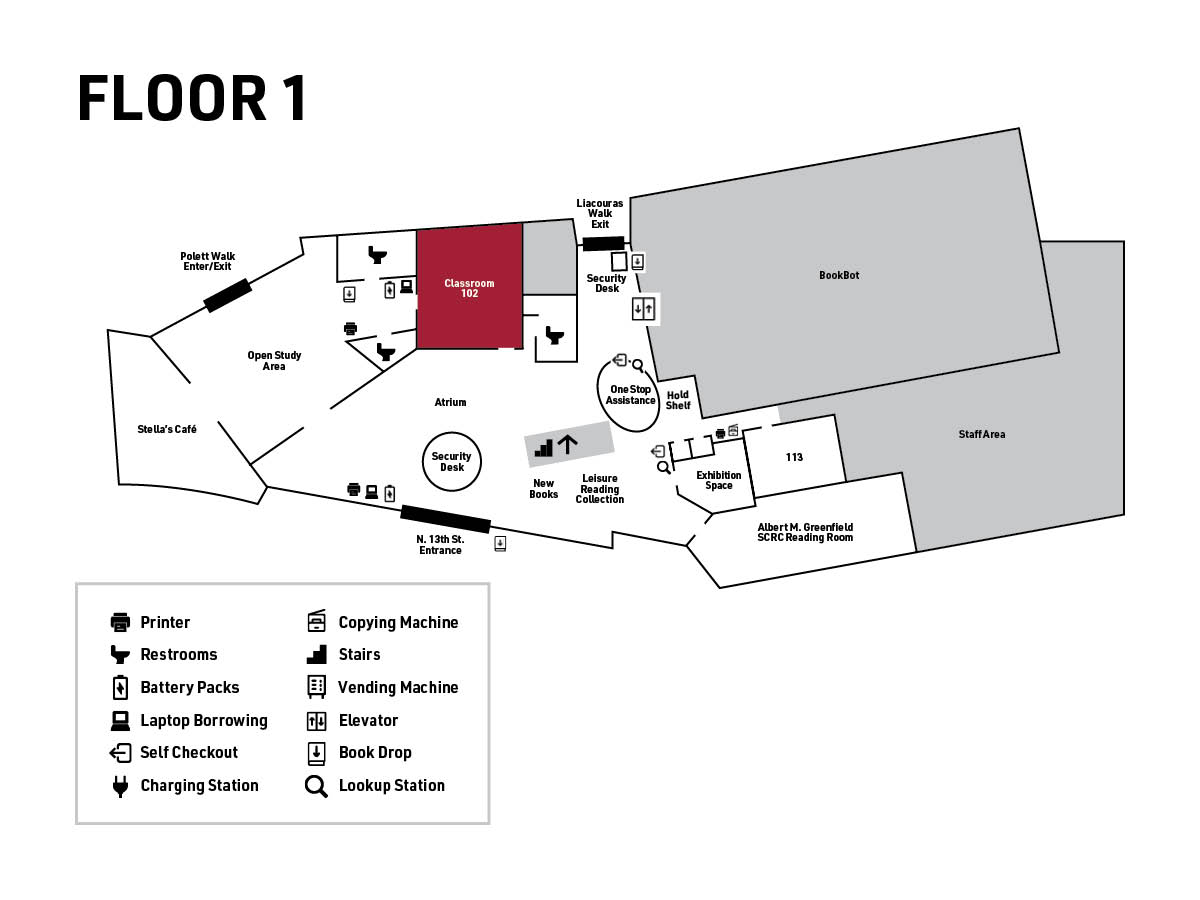 FLOOR 1
Liacouras
Walk
Exit
Polett Walk
Enter/Exit
Security
Desk
BookBot
Classroom
102
Open Study
Area
One Stop
Assistance
Hold
Shelf
Atrium
Stella's Café
Staff Area
Security
Desk
113
Exhibition
Space
New
Books
Leisure
Reading
Collection
N. 13th St.
Entrance
Albert M. Greenfield
SCRC Reading Room
Printer
Restrooms
Battery Packs
Laptop Borrowing
Self Checkout
Charging Station
Copying Machine
Stairs
Vending Machine
Elevator
Book Drop
Lookup Station